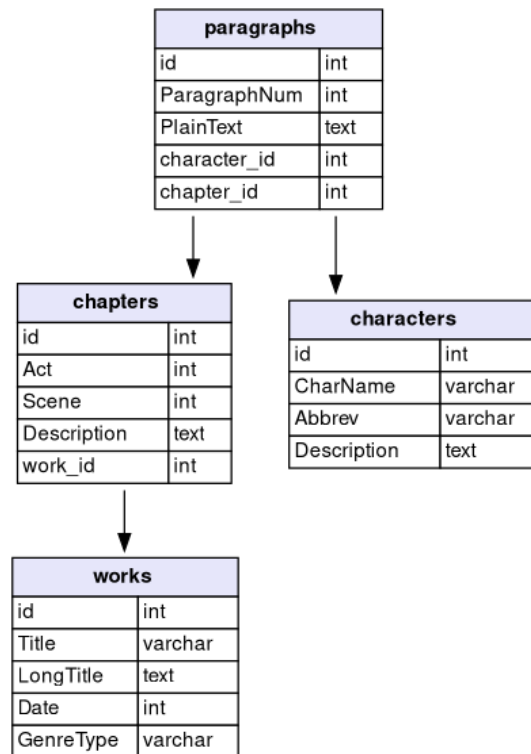 paragraphs
id int
ParagraphNum int
PlainText text
character_id int
chapter_id int
chapters
id int
Act int
Scene int
Description text
work_id int
characters
id int
CharName varchar
Abbrev varchar
Description text
works
id int
Title varchar
LongTitle text
Date int
GenreType varchar